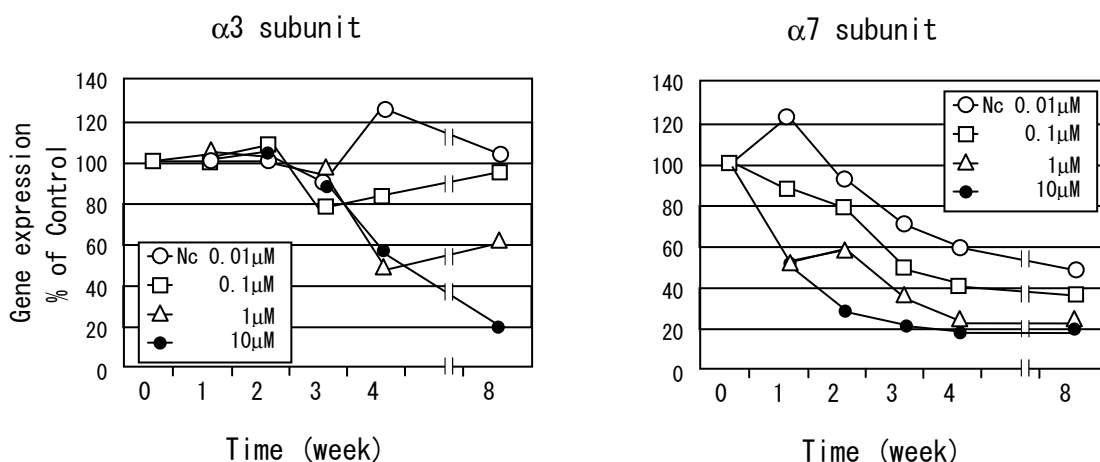 α3 subunit
Gene expression
% of Control
140
120
100
80
60
40
20
0
Nc 0.01μM
0.1μM
1μM
10μM
0 1 2 3 4 8
Time (week)
α7 subunit
140
120
100
80
60
40
20
0
Nc 0.01μM
0.1μM
1μM
10μM
0 1 2 3 4 8
Time (week)